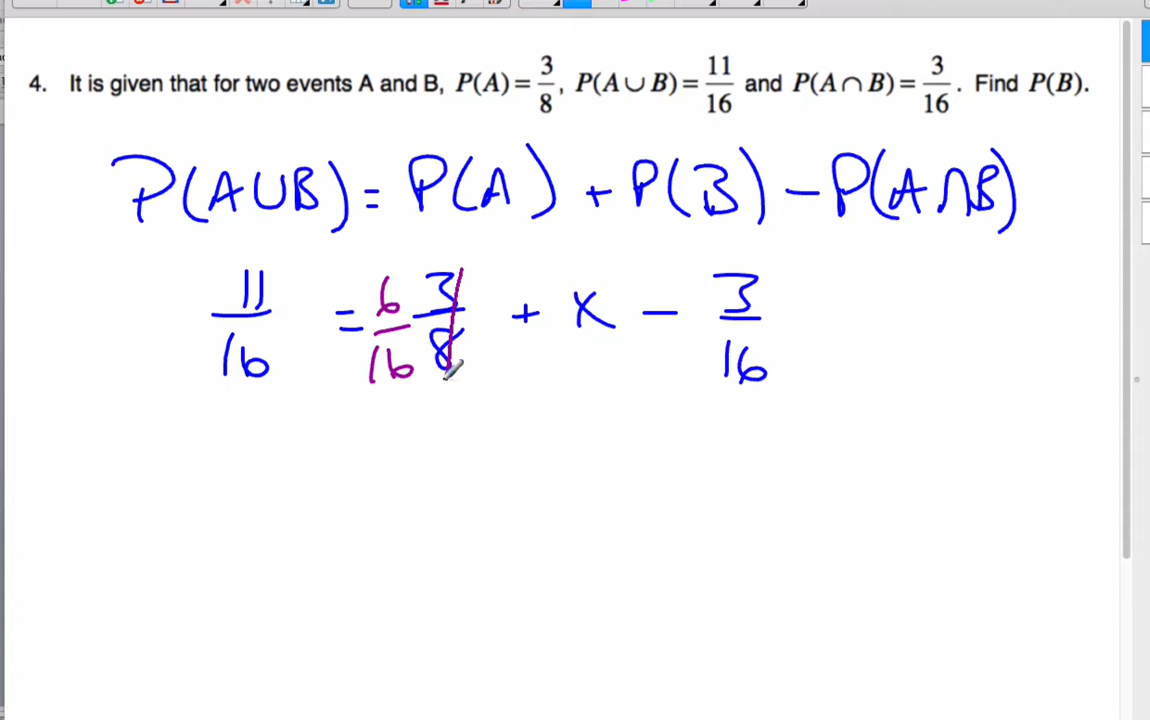 4. It is given that for two events A and B, P(A) = 3/8, P(A∪B) = 11/16 and P(A∩B) = 3/16. Find P(B).
P(A∪B) = P(A) + P(B) − P(A∩B)
11/16 = 6/16 3/8 + x − 3/16